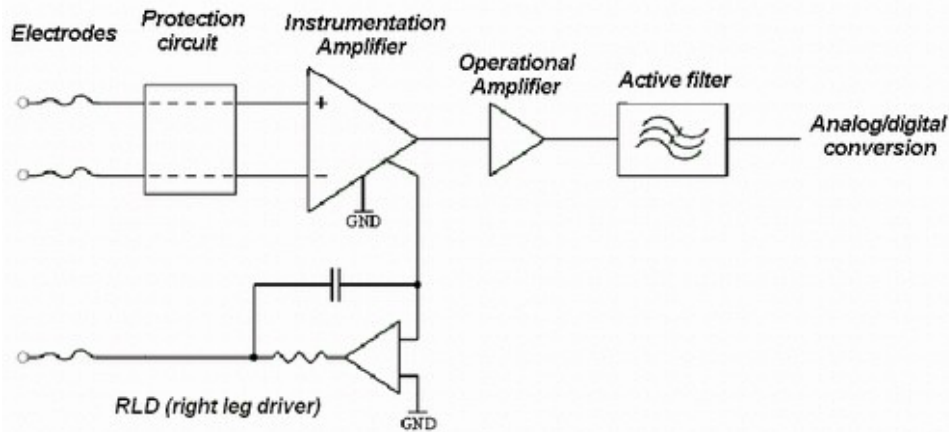 Electrodes
Protection
circuit
Instrumentation
Amplifier
Operational
Amplifier
Active filter
Analog/digital
conversion
+
−
GND
RLD (right leg driver)
GND